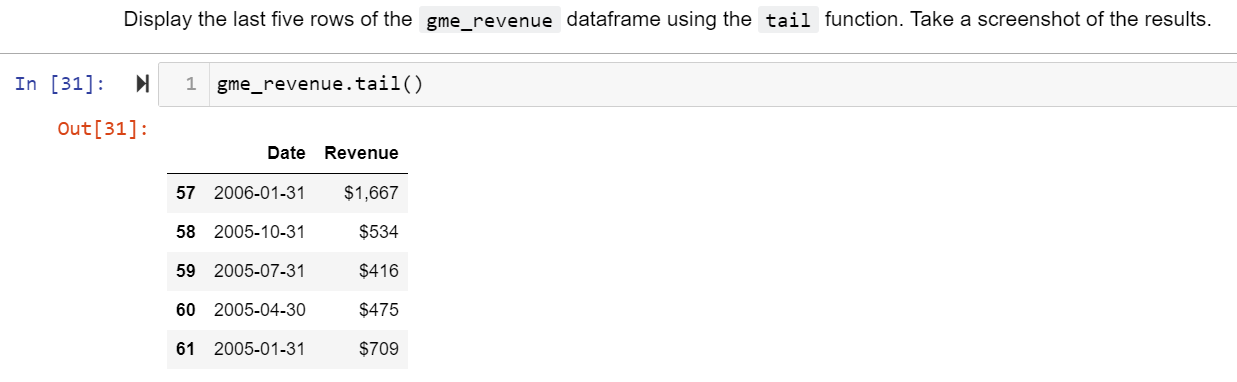 Display the last five rows of the gme_revenue dataframe using the tail function. Take a screenshot of the results.
In [31]: 1 gme_revenue.tail()
Out[31]:
Date Revenue
57 2006-01-31 $1,667
58 2005-10-31 $534
59 2005-07-31 $416
60 2005-04-30 $475
61 2005-01-31 $709